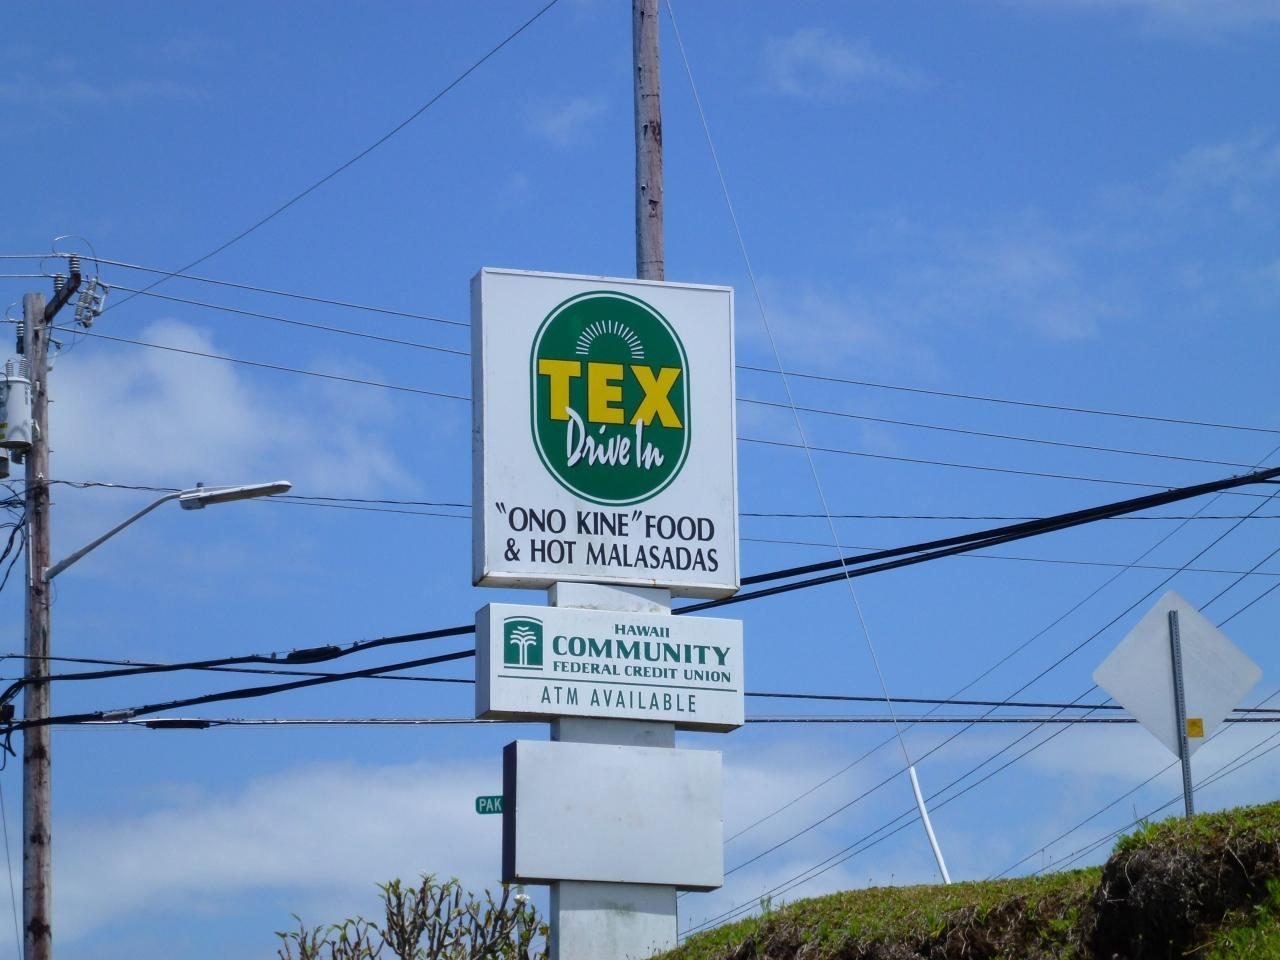 TEX
Drive In
"ONO KINE" FOOD
& HOT MALASADAS
HAWAII
COMMUNITY
FEDERAL CREDIT UNION
ATM AVAILABLE
PAK